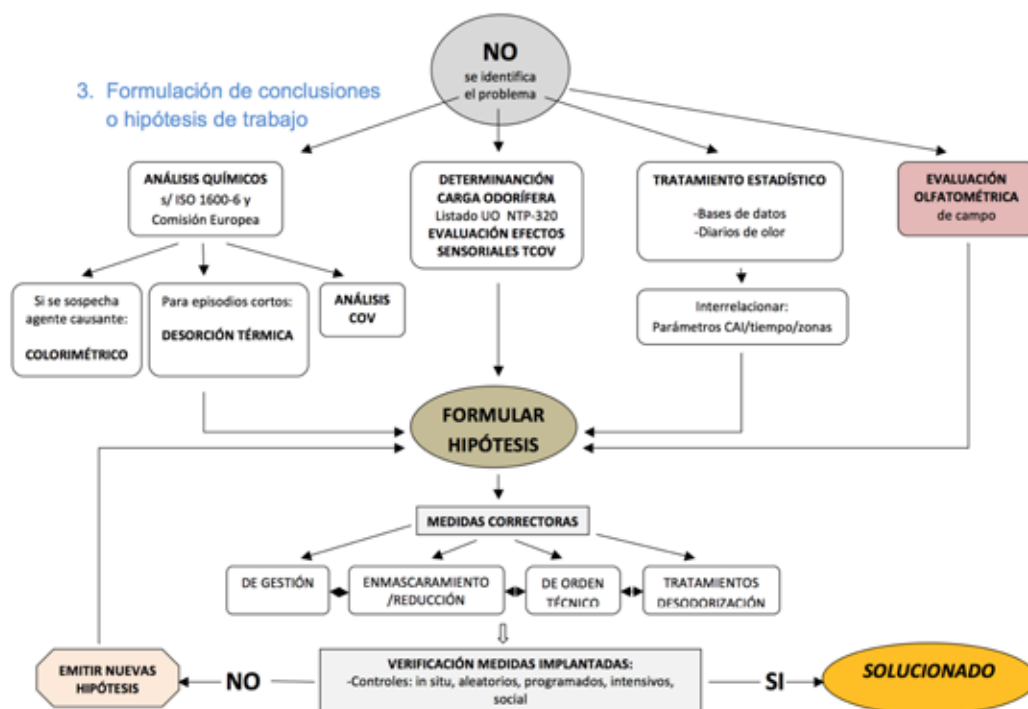 NO
se identifica
el problema
3. Formulación de conclusiones
o hipótesis de trabajo
ANÁLISIS QUÍMICOS
s/ ISO 1600-6 y
Comisión Europea
DETERMINANCIÓN
CARGA ODORÍFERA
Listado UO NTP-320
EVALUACIÓN EFECTOS
SENSORIALES TCOV
TRATAMIENTO ESTADÍSTICO
-Bases de datos
-Diarios de olor
EVALUACIÓN
OLFATOMÉTRICA
de campo
Si se sospecha
agente causante:
COLORIMÉTRICO
Para episodios cortos:
DESORCIÓN TÉRMICA
ANÁLISIS
COV
Interrelacionar:
Parámetros CAI/tiempo/zonas
FORMULAR
HIPÓTESIS
MEDIDAS CORRECTORAS
DE GESTIÓN
ENMASCARAMIENTO
/REDUCCIÓN
DE ORDEN
TÉCNICO
TRATAMIENTOS
DESODORIZACIÓN
EMITIR NUEVAS
HIPÓTESIS
NO
VERIFICACIÓN MEDIDAS IMPLANTADAS:
-Controles: in situ, aleatorios, programados, intensivos,
social
SI
SOLUCIONADO